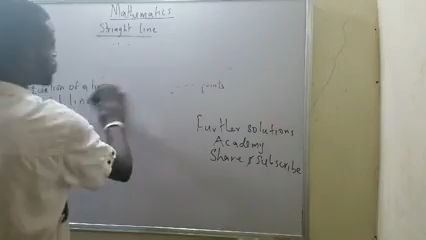 Mathematics
Straight line
Equation of a
line
points
Further solutions
Academy
Share & Subscribe